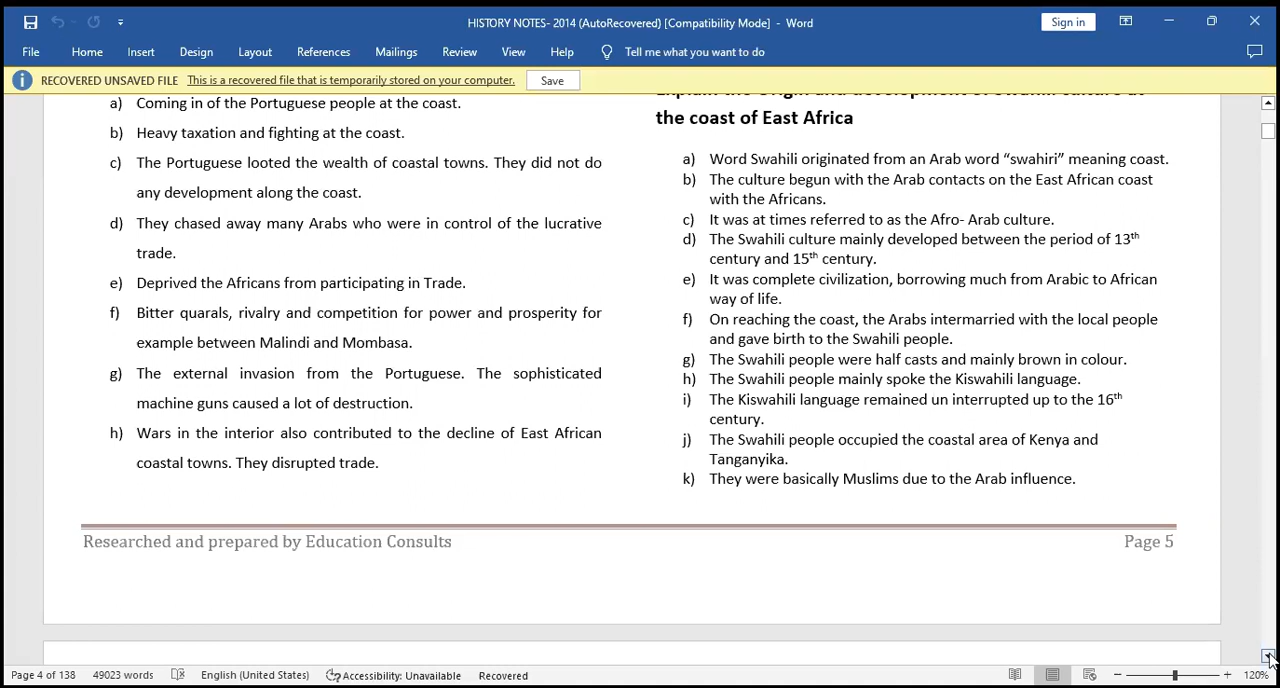 HISTORY NOTES- 2014 (AutoRecovered) [Compatibility Mode] - Word
Sign in
File Home Insert Design Layout References Mailings Review View Help Tell me what you want to do
RECOVERED UNSAVED FILE This is a recovered file that is temporarily stored on your computer. Save
a) Coming in of the Portuguese people at the coast.
b) Heavy taxation and fighting at the coast.
c) The Portuguese looted the wealth of coastal towns. They did not do
any development along the coast.
d) They chased away many Arabs who were in control of the lucrative
trade.
e) Deprived the Africans from participating in Trade.
f) Bitter quarals, rivalry and competition for power and prosperity for
example between Malindi and Mombasa.
g) The external invasion from the Portuguese. The sophisticated
machine guns caused a lot of destruction.
h) Wars in the interior also contributed to the decline of East African
coastal towns. They disrupted trade.
Explain the Origin and development of Swahili culture at
the coast of East Africa
a) Word Swahili originated from an Arab word “swahiri” meaning coast.
b) The culture begun with the Arab contacts on the East African coast
with the Africans.
c) It was at times referred to as the Afro- Arab culture.
d) The Swahili culture mainly developed between the period of 13th
century and 15th century.
e) It was complete civilization, borrowing much from Arabic to African
way of life.
f) On reaching the coast, the Arabs intermarried with the local people
and gave birth to the Swahili people.
g) The Swahili people were half casts and mainly brown in colour.
h) The Swahili people mainly spoke the Kiswahili language.
i) The Kiswahili language remained un interrupted up to the 16th
century.
j) The Swahili people occupied the coastal area of Kenya and
Tanganyika.
k) They were basically Muslims due to the Arab influence.
Researched and prepared by Education Consults Page 5
Page 4 of 138 49023 words English (United States) Accessibility: Unavailable Recovered 120%